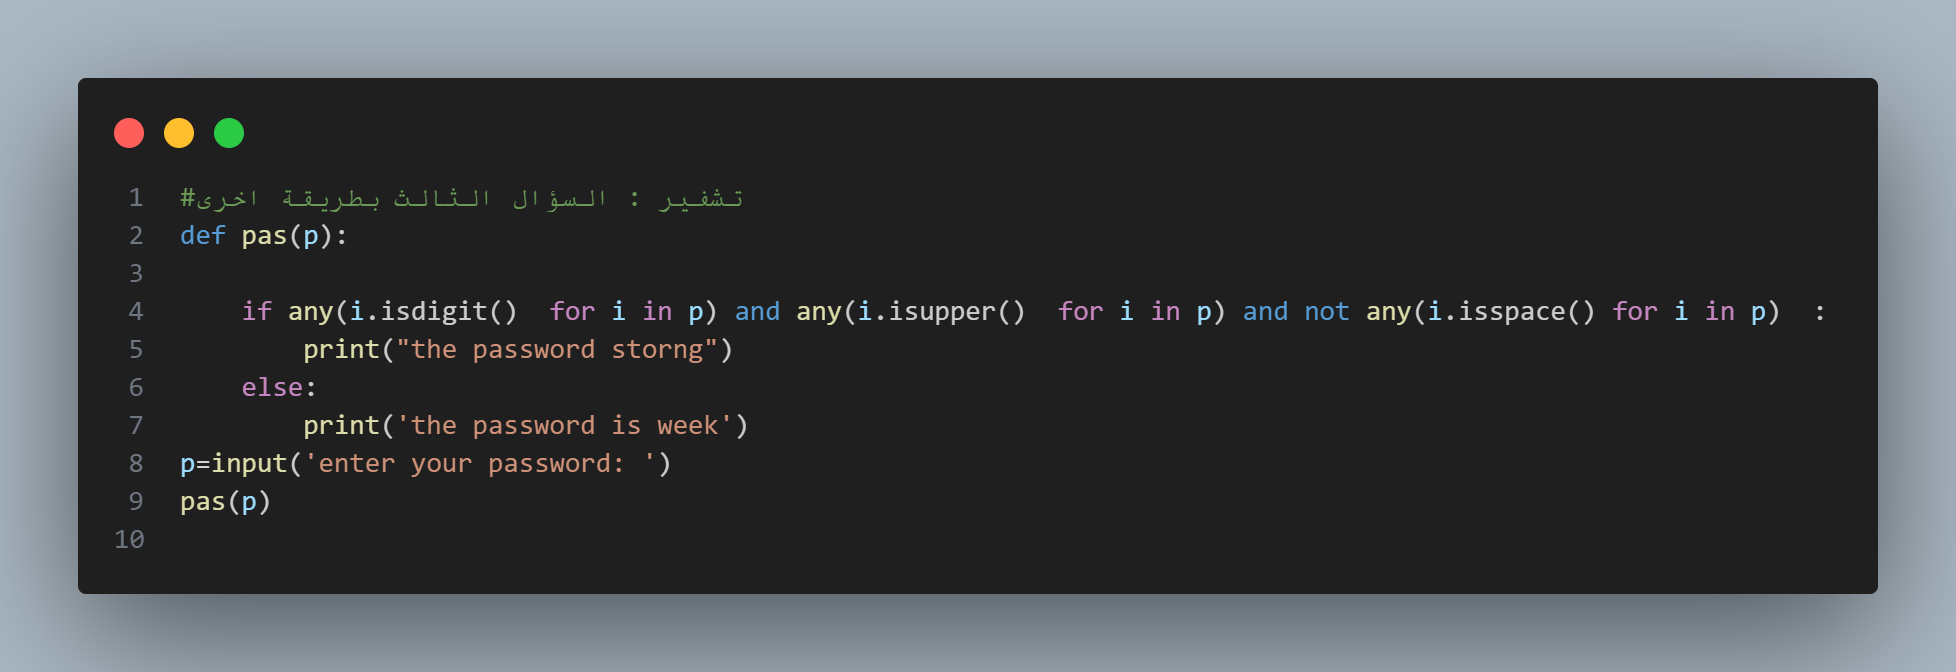 1 #تشفير : السؤال الثالث بطريقة اخرى
2 def pas(p):
3
4     if any(i.isdigit()  for i in p) and any(i.isupper()  for i in p) and not any(i.isspace() for i in p)  :
5         print("the password storng")
6     else:
7         print('the password is week')
8 p=input('enter your password: ')
9 pas(p)
10